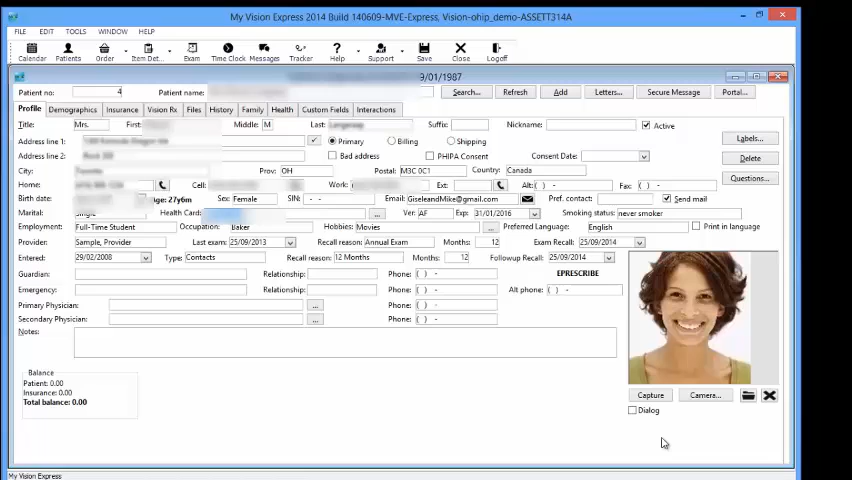 My Vision Express 2014 Build 140609-MVE-Express, Vision-ohip_demo-ASSETT314A
FILE EDIT TOOLS WINDOW HELP
Calendar Patients Order Item Det... Exam Time Clock Messages Family Tracker Help Support Save Close Logoff
9/01/1987
Patient no: 4 Patient name: Search... Refresh Add Letters... Secure Message Portal...
Profile Demographics Insurance Vision Rx Files History Family Health Custom Fields Interactions
Title: Mrs. First: Middle: M Last: Suffix: Nickname: Active
Address line 1: Primary Billing Shipping Labels...
Address line 2: Bad address PHIPA Consent Consent Date: Delete
City: Prov: OH Postal: M3C 0C1 Country: Canada
Questions...
Home: Cell: Work: Ext: Alt: ( ) - Fax: ( ) -
Birth date: Age: 27y6m Sex: Female SIN: - - Email: GiseleandMike@gmail.com Pref. contact: Send mail
Marital: Single Health Card: ... Ver: AF Exp: 31/01/2016 Smoking status: never smoker
Employment: Full-Time Student Occupation: Baker Hobbies: Movies ... Preferred Language: English Print in language
Provider: Sample, Provider Last exam: 25/09/2013 Recall reason: Annual Exam Months: 12 Exam Recall: 25/09/2014
Entered: 29/02/2008 Type: Contacts Recall reason: 12 Months Months: 12 Followup Recall: 25/09/2014
Guardian: Relationship: Phone: ( ) - EPRESCRIBE
Emergency: Relationship: Phone: ( ) - Alt phone: ( ) -
Primary Physician: ... Phone: ( ) -
Secondary Physician: ... Phone: ( ) -
Notes:
Balance
Patient: 0.00
Insurance: 0.00
Total balance: 0.00
Capture Camera...
Dialog
My Vision Express